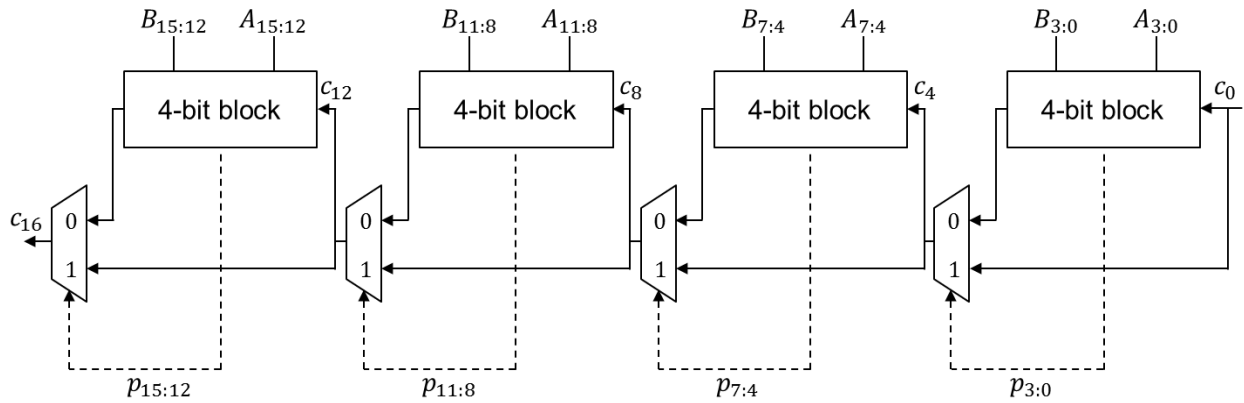 B₁₅:₁₂ A₁₅:₁₂ B₁₁:₈ A₁₁:₈ B₇:₄ A₇:₄ B₃:₀ A₃:₀
c₁₂ c₈ c₄ c₀
4-bit block 4-bit block 4-bit block 4-bit block
c₁₆ 0 0 0 0
1 1 1 1
p₁₅:₁₂ p₁₁:₈ p₇:₄ p₃:₀